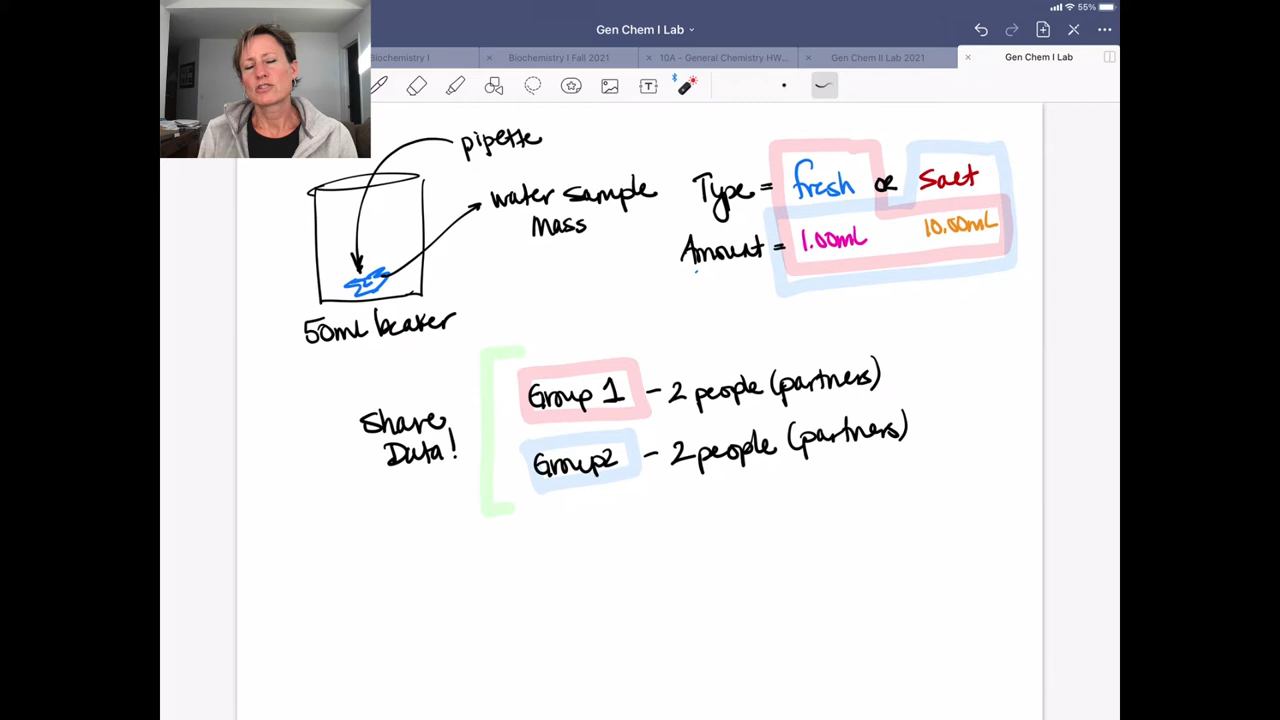 55%
Gen Chem I Lab
Biochemistry I
Biochemistry I Fall 2021
10A - General Chemistry HW...
Gen Chem II Lab 2021
Gen Chem I Lab
pipette
water sample
Mass
50mL beaker
Type = fresh or Salt
Amount = 1.00mL 10.00mL
Share
Data!
Group 1 - 2 people (partners)
Group2 - 2 people (partners)